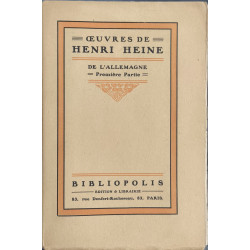 ŒUVRES DE
HENRI HEINE
DE L'ALLEMAGNE
Première Partie
BIBLIOPOLIS
ÉDITION & LIBRAIRIE
83, rue Denfert-Rochereau, 83, PARIS.